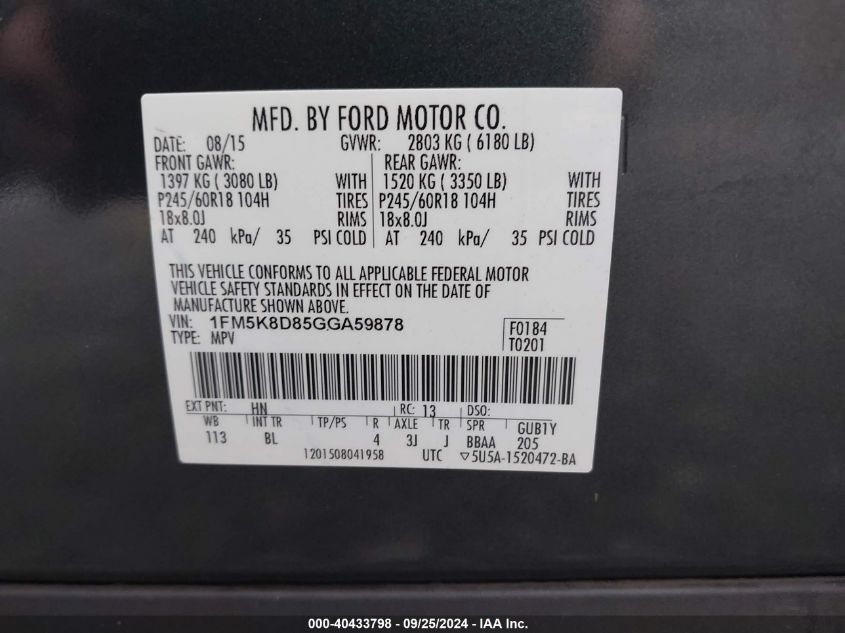 MFD. BY FORD MOTOR CO.
DATE: 08/15 GVWR: 2803 KG ( 6180 LB)
FRONT GAWR: REAR GAWR:
1397 KG ( 3080 LB) WITH 1520 KG ( 3350 LB) WITH
P245/60R18 104H TIRES P245/60R18 104H TIRES
18x8.0J RIMS 18x8.0J RIMS
AT 240 kPa/ 35 PSI COLD AT 240 kPa/ 35 PSI COLD
THIS VEHICLE CONFORMS TO ALL APPLICABLE FEDERAL MOTOR
VEHICLE SAFETY STANDARDS IN EFFECT ON THE DATE OF
MANUFACTURE SHOWN ABOVE.
VIN: 1FM5K8D85GGA59878 F0184
TYPE: MPV T0201
EXT PNT: HN RC: 13 DSO:
WB INT TR TP/PS R AXLE TR SPR GUB1Y
113 BL 4 3J J BBAA 205
1201508041958 UTC ▽5U5A-1520472-BA
000-40433798 - 09/25/2024 - IAA Inc.